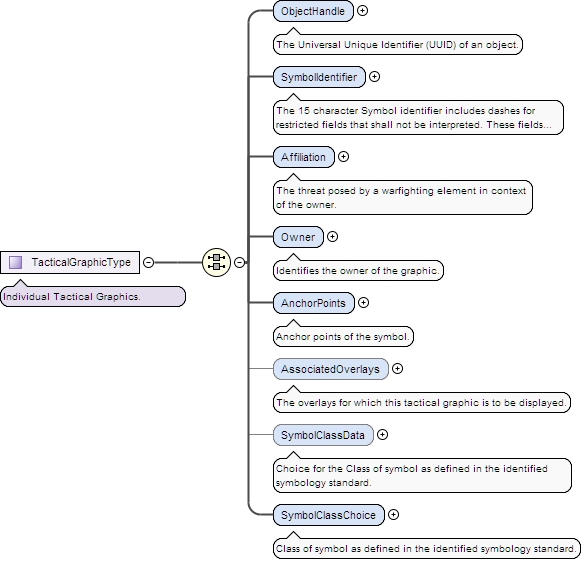 ObjectHandle
The Universal Unique Identifier (UUID) of an object.
SymbolIdentifier
The 15 character Symbol identifier includes dashes for
restricted fields that shall not be interpreted. These fields...
Affiliation
The threat posed by a warfighting element in context
of the owner.
Owner
Identifies the owner of the graphic.
TacticalGraphicType
Individual Tactical Graphics.
AnchorPoints
Anchor points of the symbol.
AssociatedOverlays
The overlays for which this tactical graphic is to be displayed.
SymbolClassData
Choice for the Class of symbol as defined in the identified
symbology standard.
SymbolClassChoice
Class of symbol as defined in the identified symbology standard.